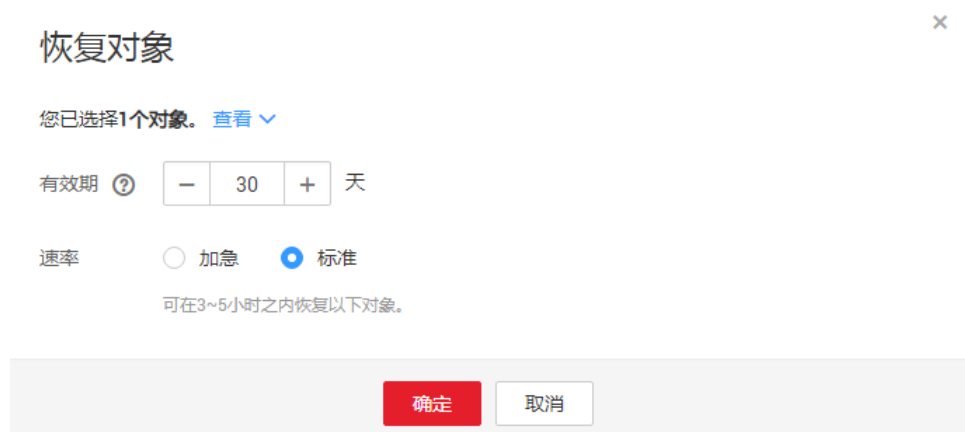 恢复对象
×
您已选择1个对象。 查看
有效期 ? − 30 + 天
速率 加急 标准
可在3~5小时之内恢复以下对象。
确定 取消